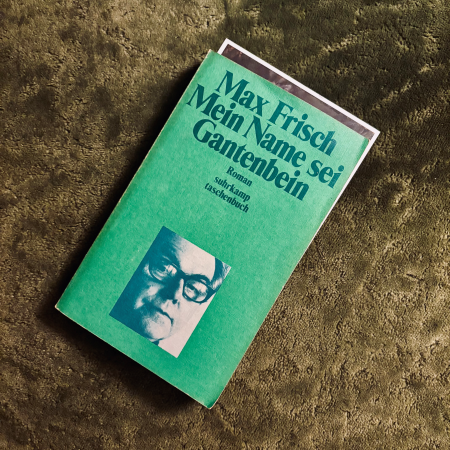 Max Frisch
Mein Name sei
Gantenbein
Roman
suhrkamp
taschenbuch